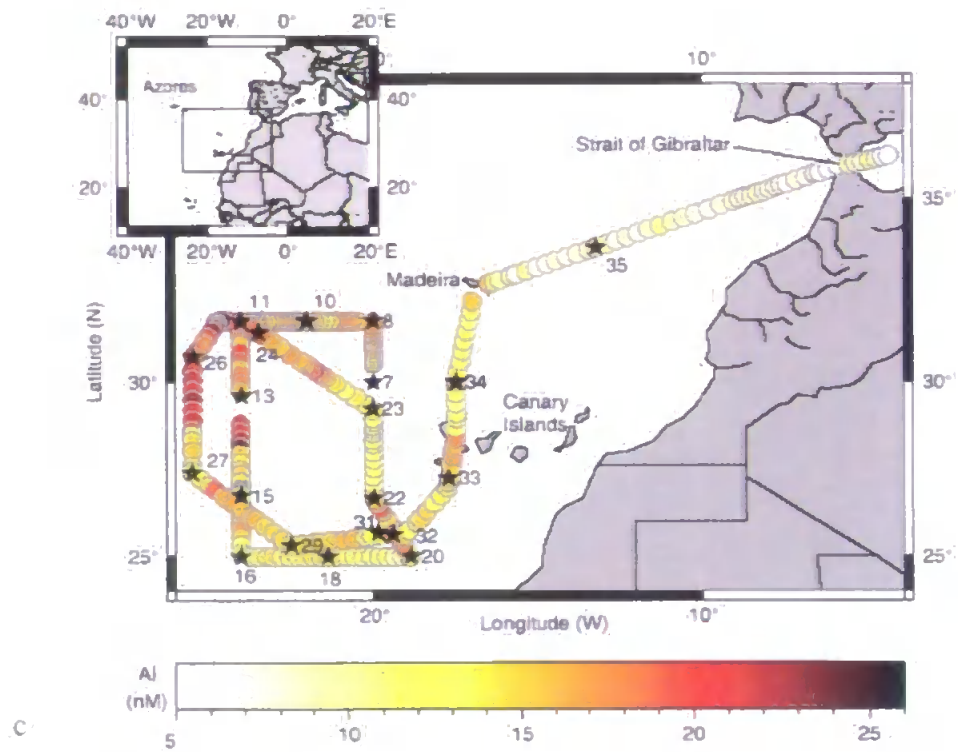 40°W 20°W 0° 20°E
Azores
40° 40°
20° 20°
40°W 20°W 0° 20°E
0° 10°
Strait of Gibraltar
35° 35
Madeira
11 10 8
24
26
7
13
23
34
Canary
Islands
30° 30°
27
33
15
22
31 32
29
16 18 20
25° 25°
Latitude (N)
20° 10°
Longitude (W)
Al
(nM)
5 10 15 20 25
C